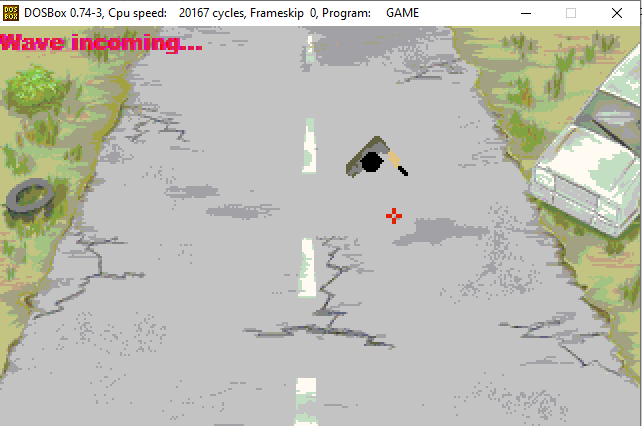 DOSBox 0.74-3, Cpu speed: 20167 cycles, Frameskip 0, Program: GAME
Wave incoming...